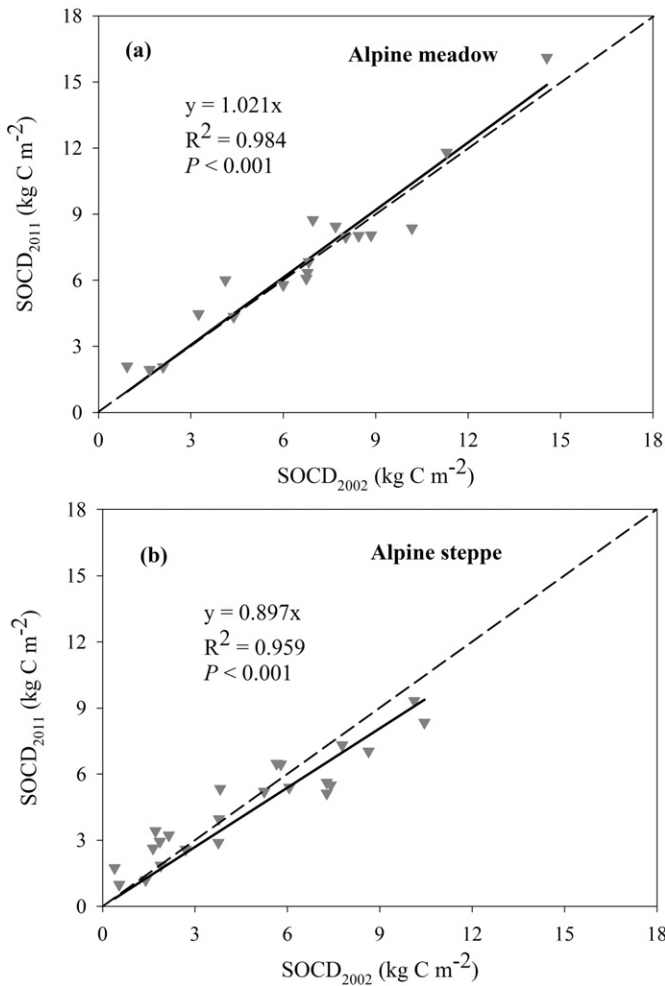 (a)
Alpine meadow
y = 1.021x
R² = 0.984
P < 0.001
18
15
12
9
6
3
0
SOCD₂₀₁₁ (kg C m⁻²)
0 3 6 9 12 15 18
SOCD₂₀₀₂ (kg C m⁻²)
(b)
Alpine steppe
y = 0.897x
R² = 0.959
P < 0.001
18
15
12
9
6
3
0
SOCD₂₀₁₁ (kg C m⁻²)
0 3 6 9 12 15 18
SOCD₂₀₀₂ (kg C m⁻²)